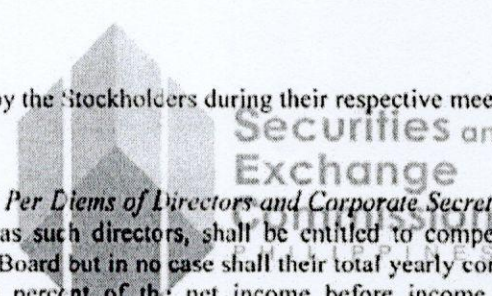 by the Stockholders during their respective mee
Securities an
Exchange
Per Diems of Directors and Corporate Secret
Commission
as such directors, shall be entitled to compe
PHILIPPINES
Board but in no case shall their total yearly co
percent of the net income before income